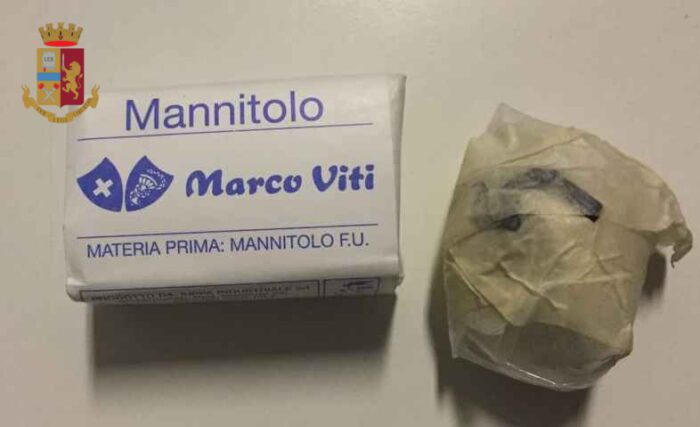 Mannitolo
Marco Viti
MATERIA PRIMA: MANNITOLO F.U.